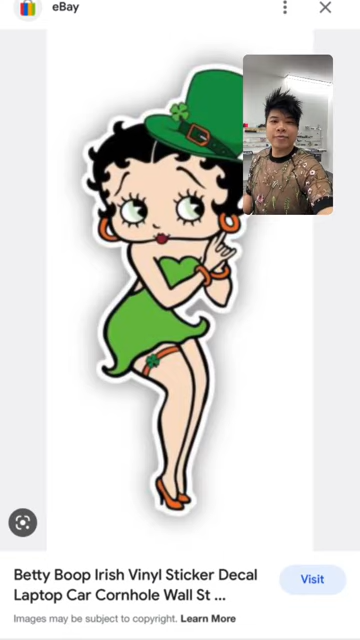 eBay
Betty Boop Irish Vinyl Sticker Decal
Laptop Car Cornhole Wall St ...
Visit
Images may be subject to copyright. Learn More